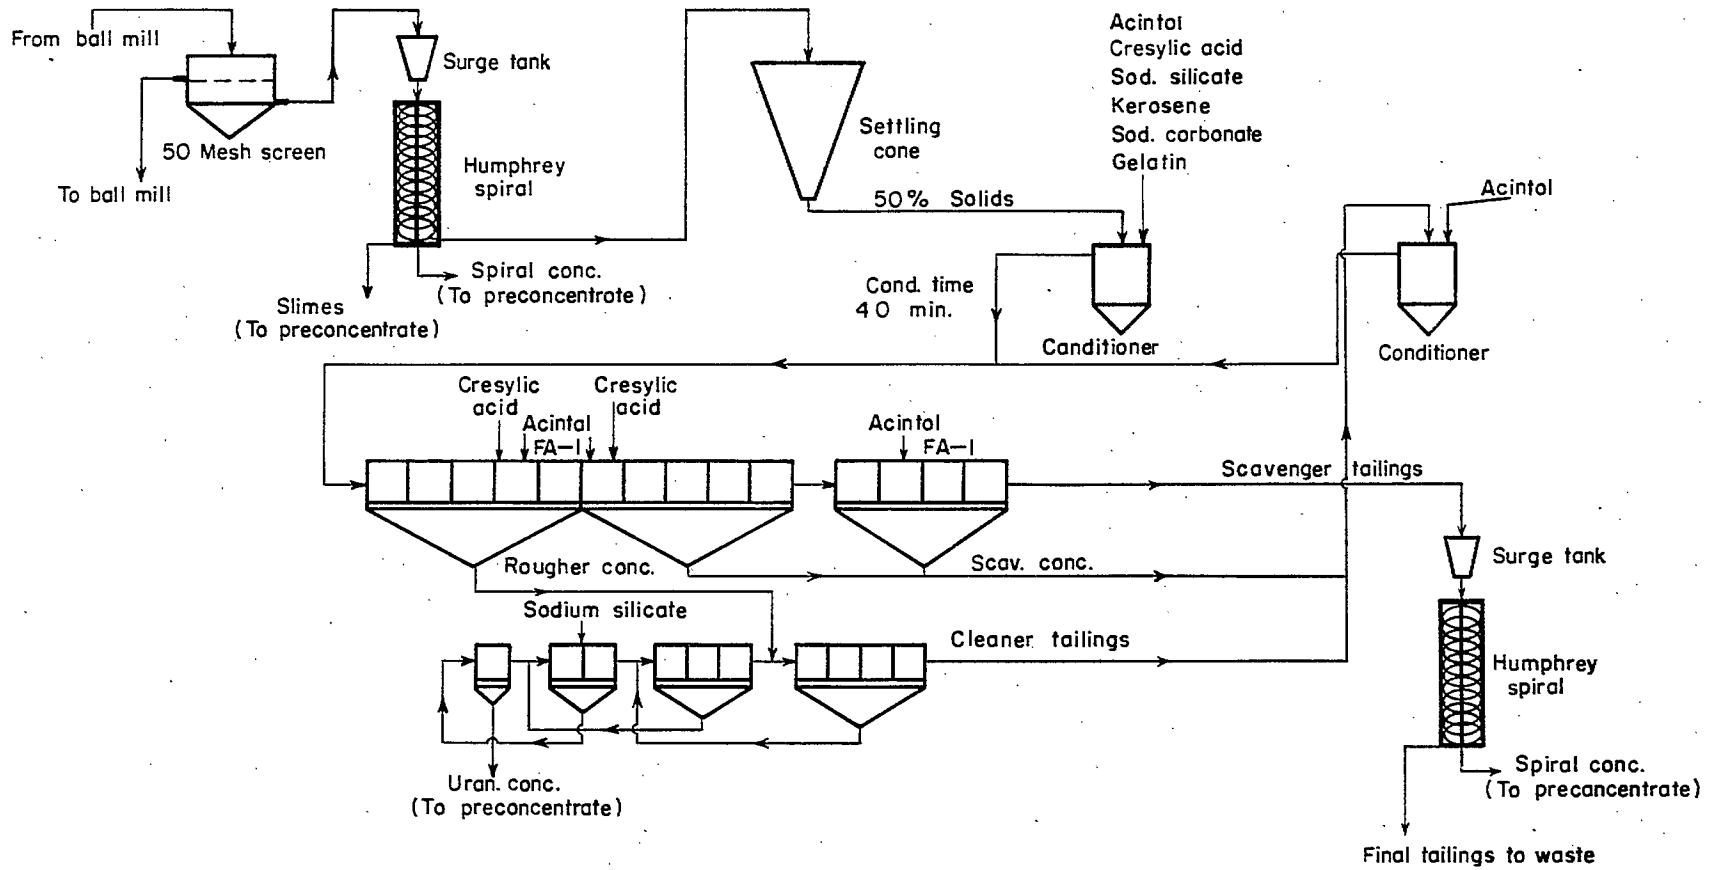 From ball mill
Surge tank
50 Mesh screen
To ball mill
Humphrey
spiral
Spiral conc.
(To preconcentrate)
Slimes
(To preconcentrate)
Settling
cone
50% Solids
Acintol
Cresylic acid
Sod. silicate
Kerosene
Sod. carbonate
Gelatin
Acintol
Cond. time
40 min.
Canditioner
Conditioner
Cresylic
acid
Cresylic
acid
Acintal
FA-1
Acintol
FA-1
Scavenger tailings
Rougher conc.
Scav. conc.
Surge tank
Sodium silicate
Cleaner tailings
Humphrey
spiral
Uran. conc.
(To preconcentrate)
Spiral conc.
(To precancentrate)
Final tailings to waste